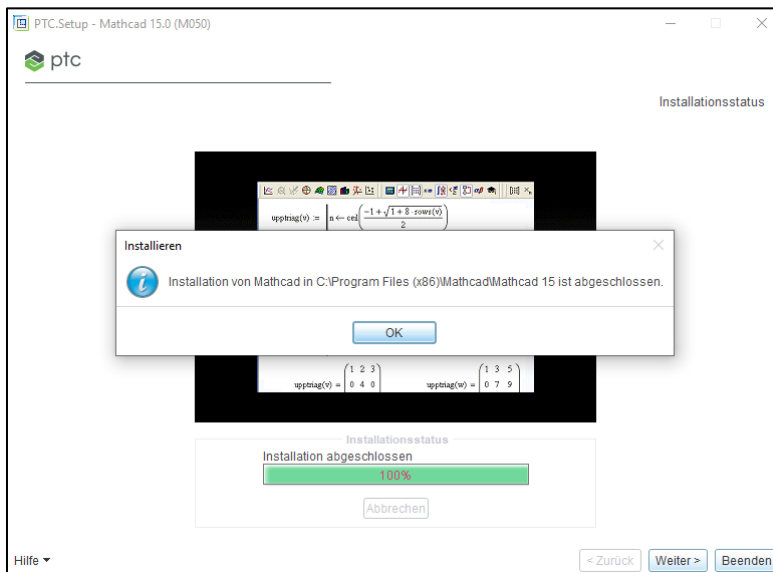 PTC.Setup - Mathcad 15.0 (M050)
ptc
Installationsstatus
upptriag(v) := n ← ceil(-1 + √1 + 8 · rows(v) / 2)
Installieren
Installation von Mathcad in C:\Program Files (x86)\Mathcad\Mathcad 15 ist abgeschlossen.
OK
upptriag(v) = (1 2 3 upptriag(w) = (1 3 5
0 4 0) 0 7 9)
Installationsstatus
Installation abgeschlossen
100%
Abbrechen
Hilfe
< Zurück Weiter > Beenden